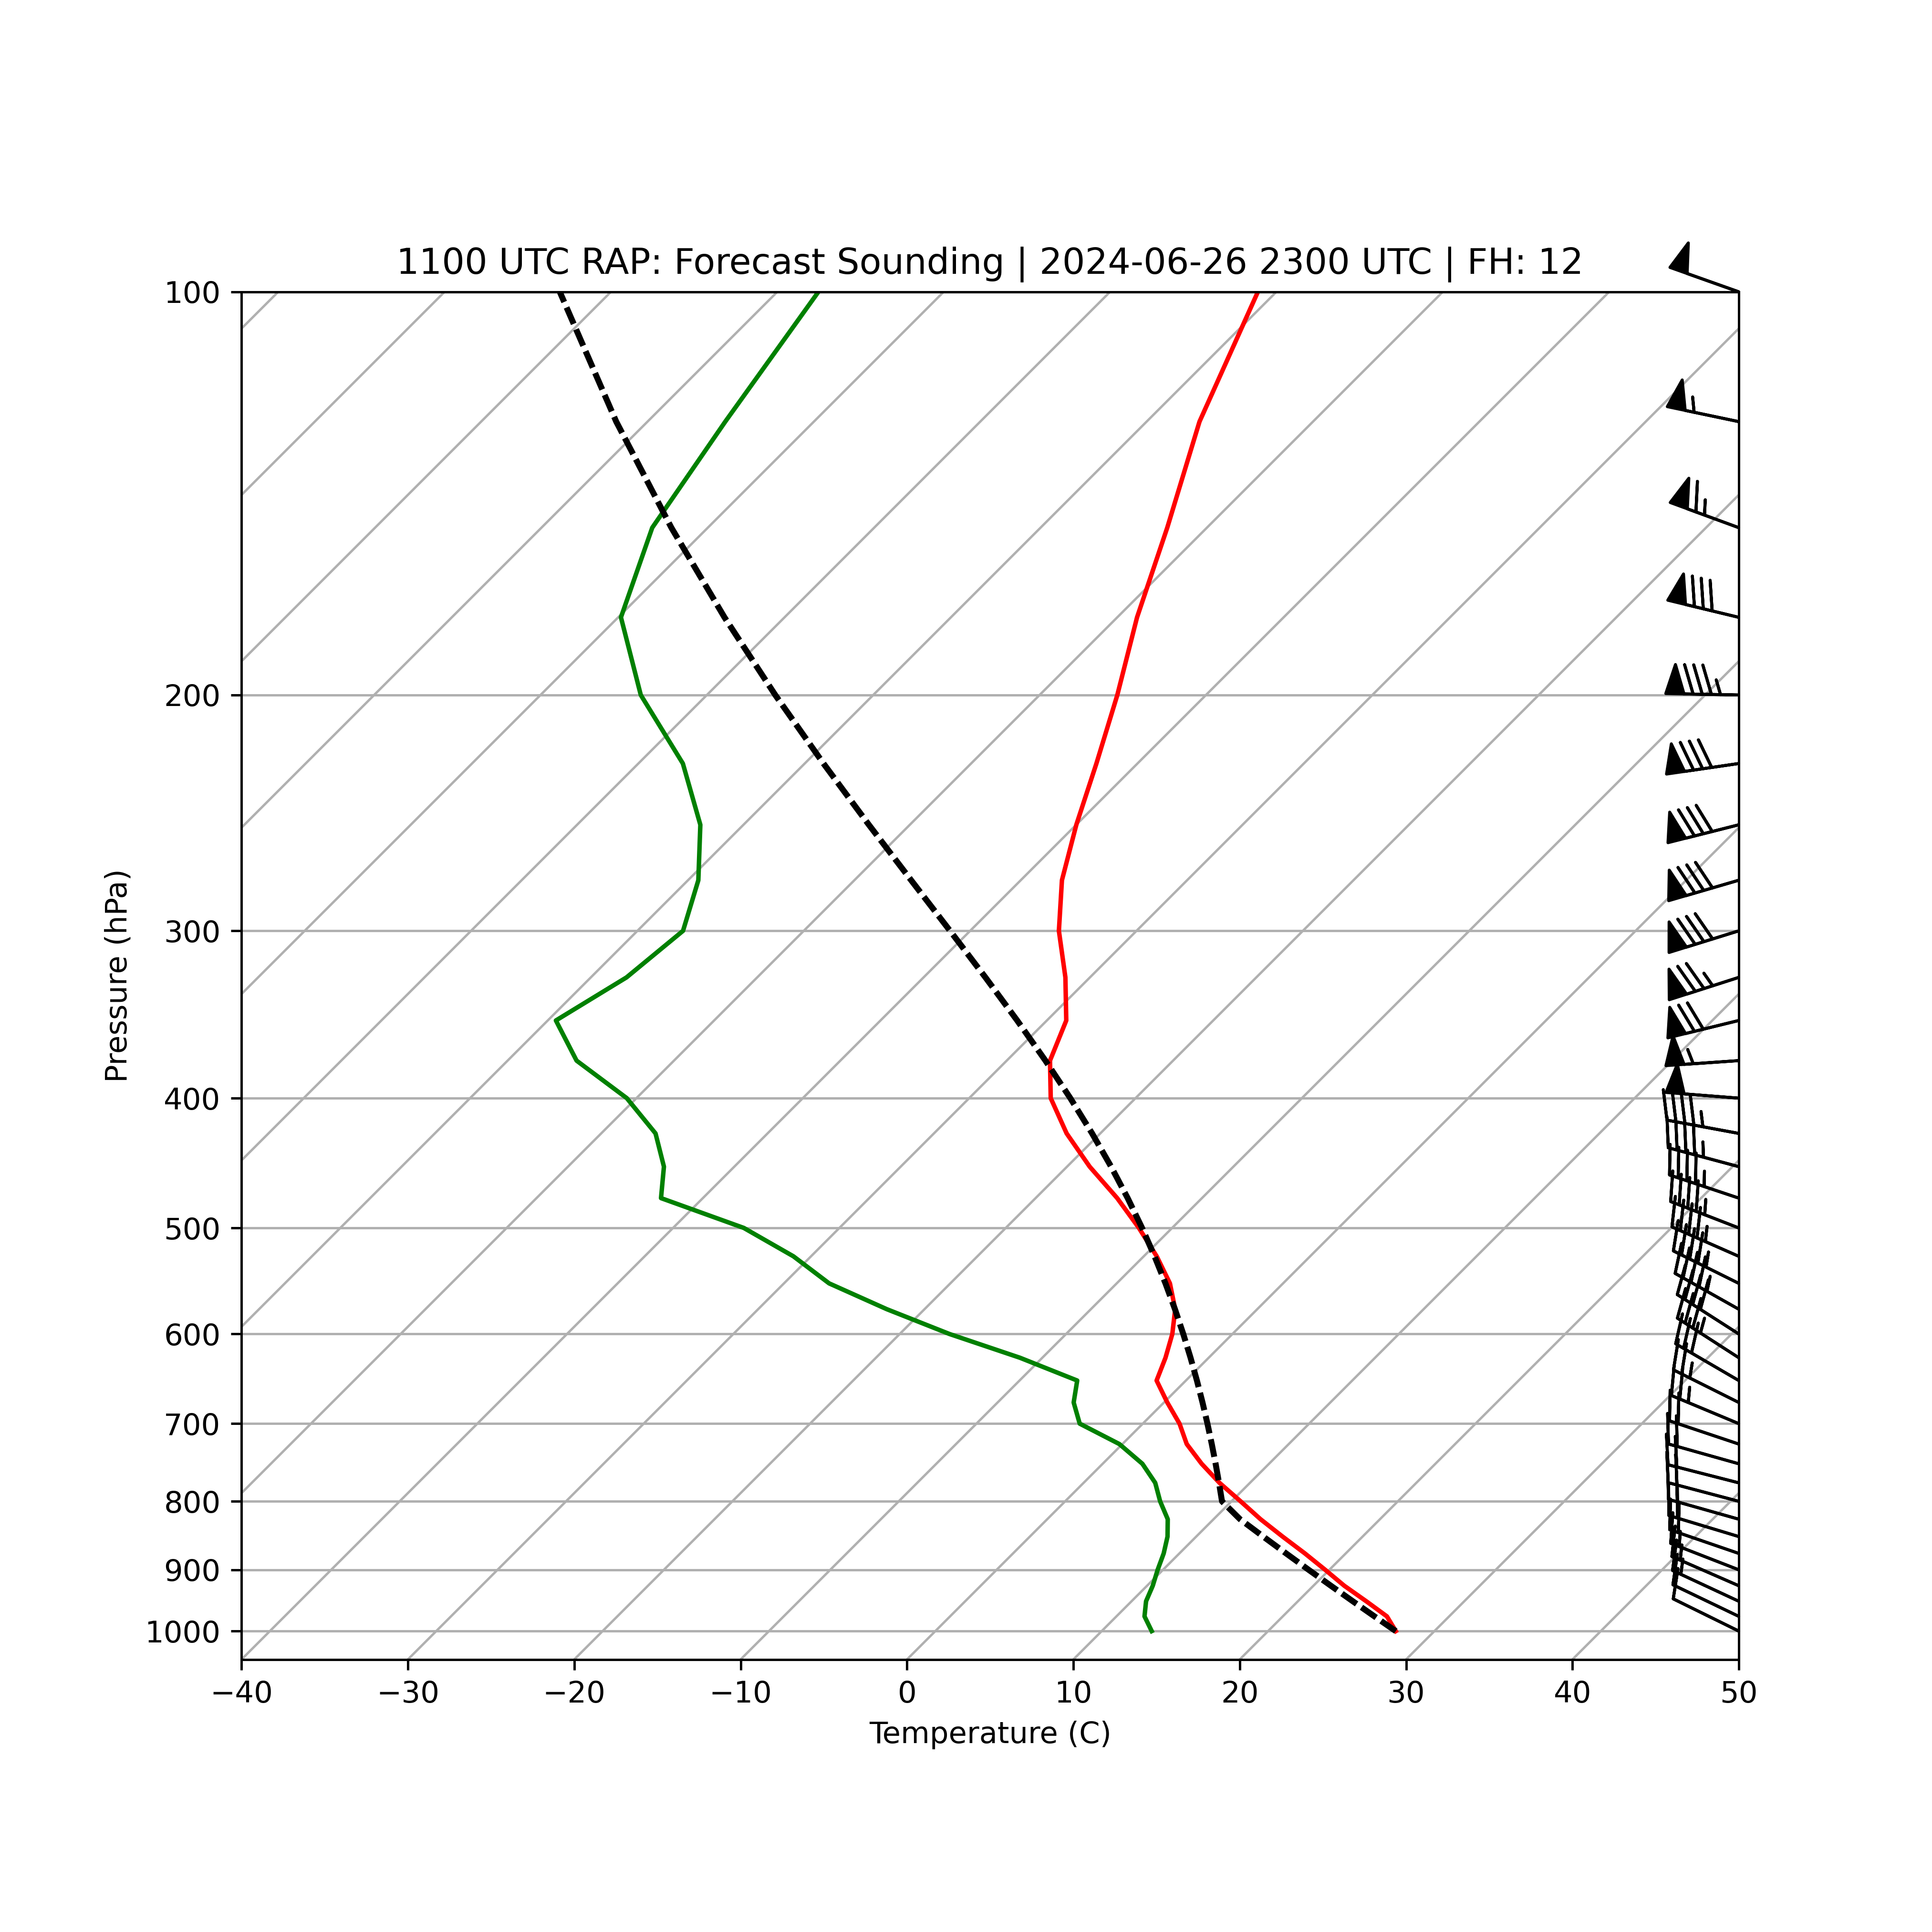 1100 UTC RAP: Forecast Sounding | 2024-06-26 2300 UTC | FH: 12
100
200
300
400
500
600
700
800
900
1000
Pressure (hPa)
−40 −30 −20 −10 0 10 20 30 40 50
Temperature (C)